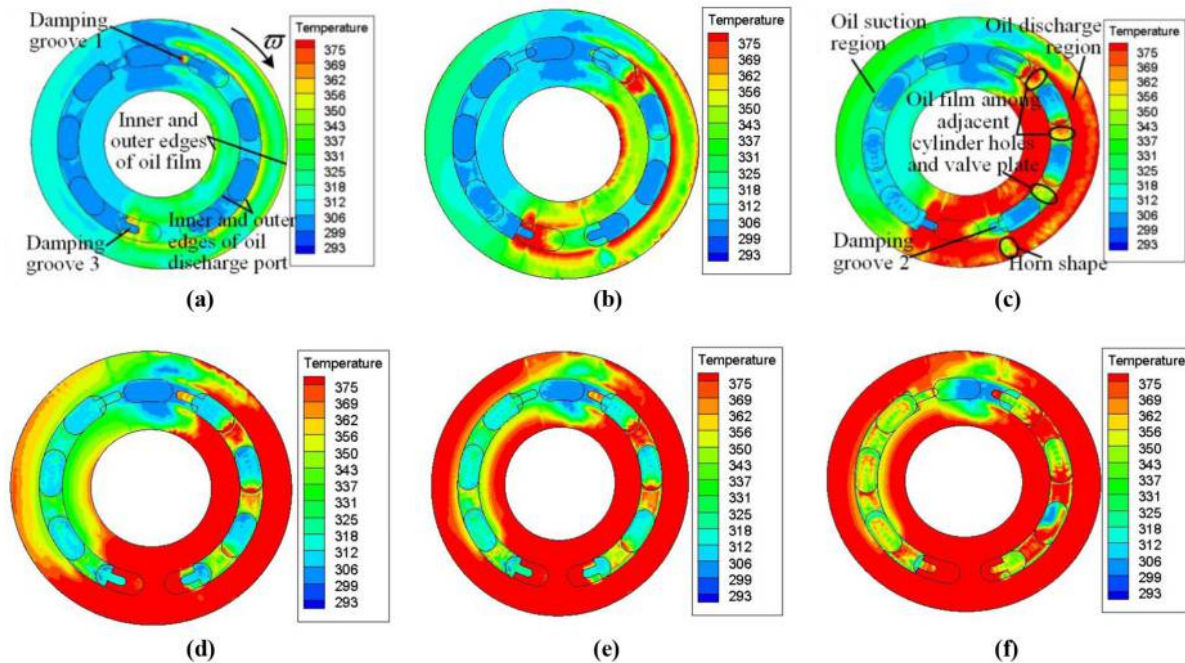 Damping
groove 1
ϖ
Inner and
outer edges
of oil film
Inner and outer
edges of oil
discharge port
Damping
groove 3
Temperature
375
369
362
356
350
343
337
331
325
318
312
306
299
293
(a)
Temperature
375
369
362
356
350
343
337
331
325
318
312
306
299
293
(b)
Oil suction
region
Oil discharge
region
Oil film among
adjacent
cylinder holes
and valve plate
Damping
groove 2
Horn shape
Temperature
375
369
362
356
350
343
337
331
325
318
312
306
299
293
(c)
Temperature
375
369
362
356
350
343
337
331
325
318
312
306
299
293
(d)
Temperature
375
369
362
356
350
343
337
331
325
318
312
306
299
293
(e)
Temperature
375
369
362
356
350
343
337
331
325
318
312
306
299
293
(f)